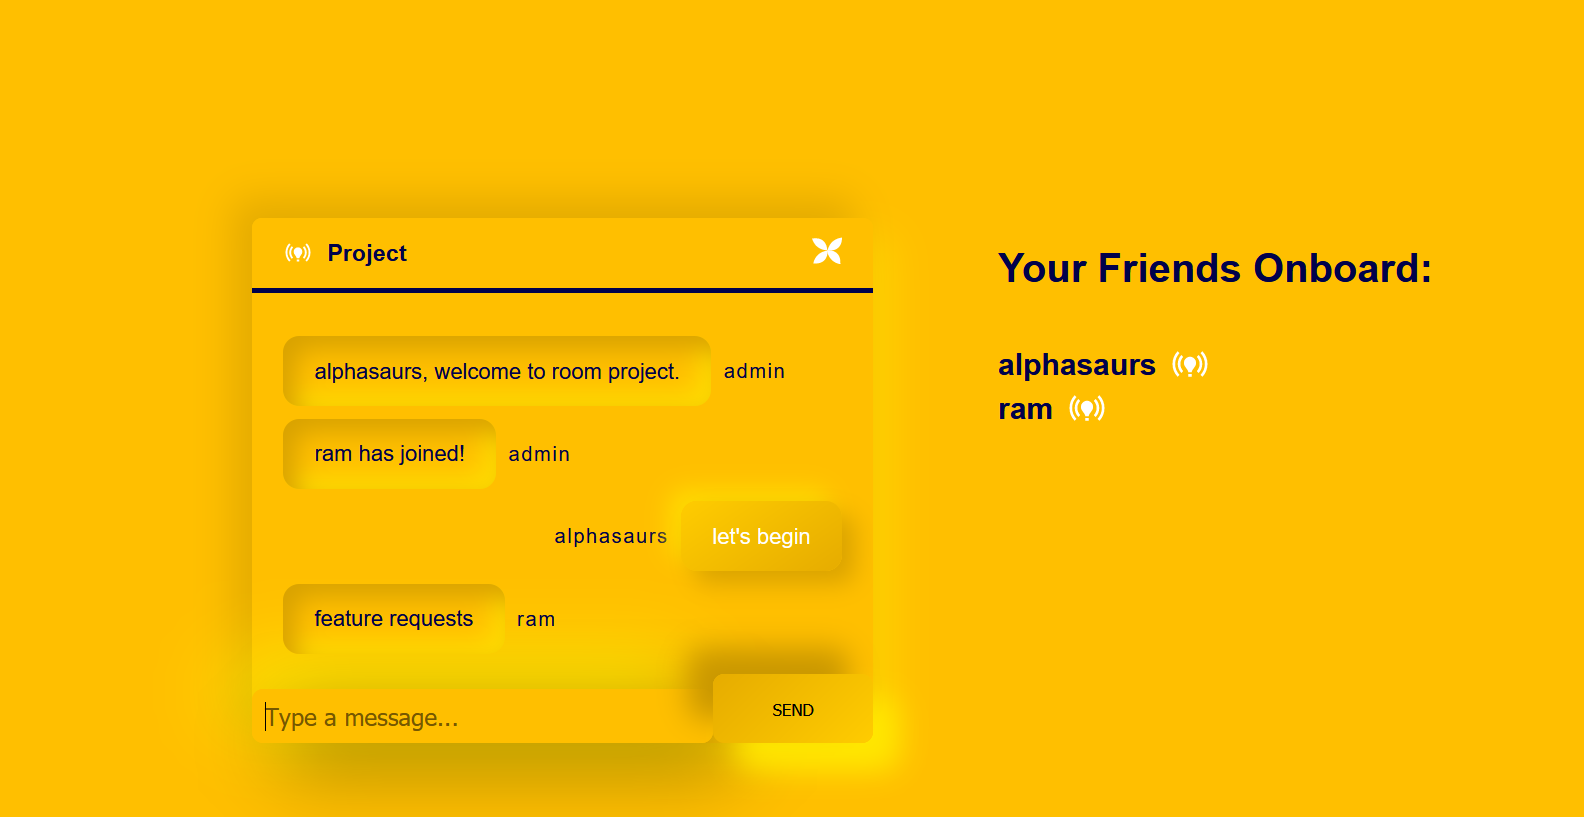 Project
alphasaurs, welcome to room project. admin
ram has joined! admin
alphasaurs let's begin
feature requests ram
Type a message...
SEND
Your Friends Onboard:
alphasaurs
ram